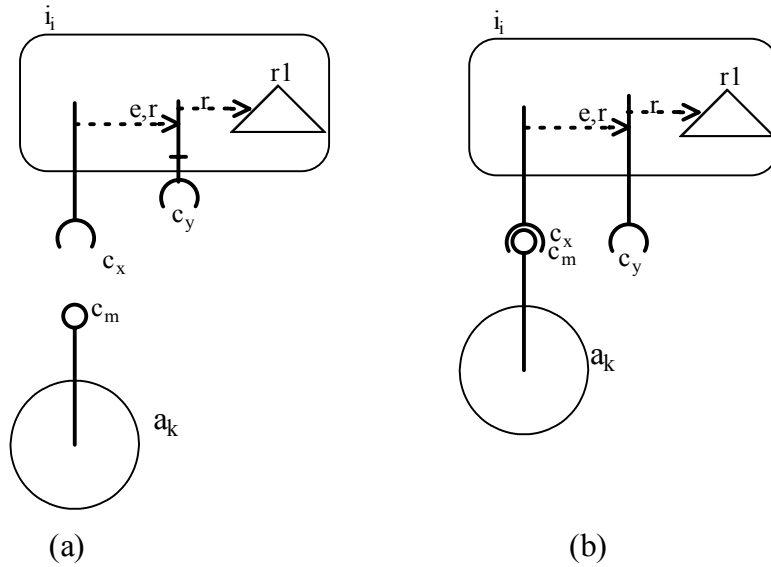 i_i
r1
e,r
r
c_y
c_x
c_m
a_k
(a)
i_i
r1
e,r
r
c_x
c_m
c_y
a_k
(b)